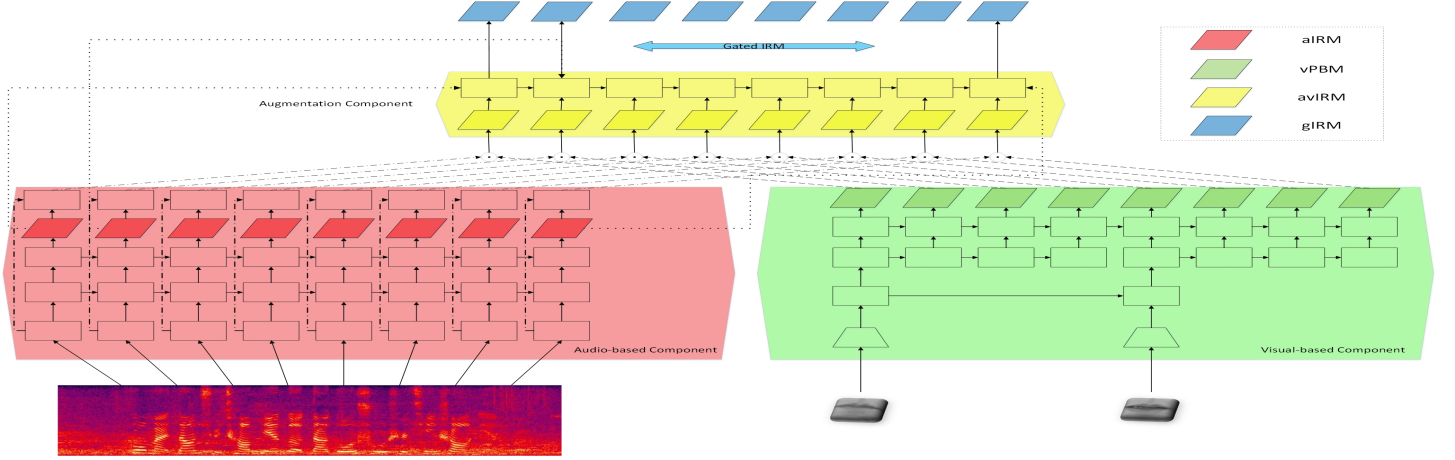 Gated IRM
aIRM
vPBM
avIRM
gIRM
Augmentation Component
Audio-based Component
Visual-based Component